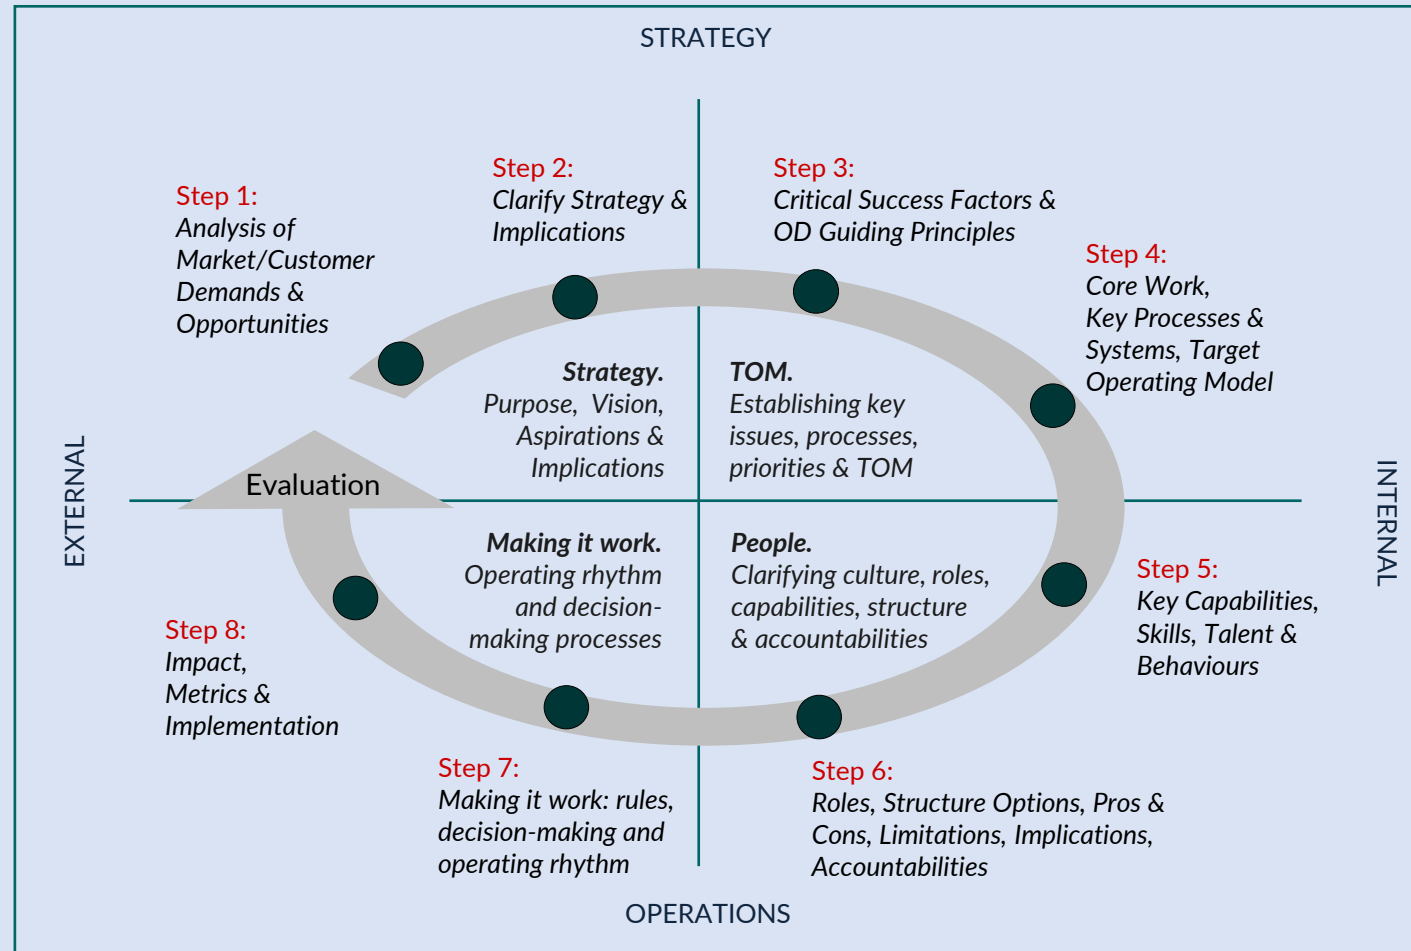 STRATEGY
Step 1:
Analysis of
Market/Customer
Demands &
Opportunities
Step 2:
Clarify Strategy &
Implications
Step 3:
Critical Success Factors &
OD Guiding Principles
Step 4:
Core Work,
Key Processes &
Systems, Target
Operating Model
Strategy.
Purpose, Vision,
Aspirations &
Implications
TOM.
Establishing key
issues, processes,
priorities & TOM
EXTERNAL
Evaluation
INTERNAL
Making it work.
Operating rhythm
and decision-
making processes
People.
Clarifying culture, roles,
capabilities, structure
& accountabilities
Step 5:
Key Capabilities,
Skills, Talent &
Behaviours
Step 6:
Roles, Structure Options, Pros &
Cons, Limitations, Implications,
Accountabilities
Step 7:
Making it work: rules,
decision-making and
operating rhythm
Step 8:
Impact,
Metrics &
Implementation
OPERATIONS